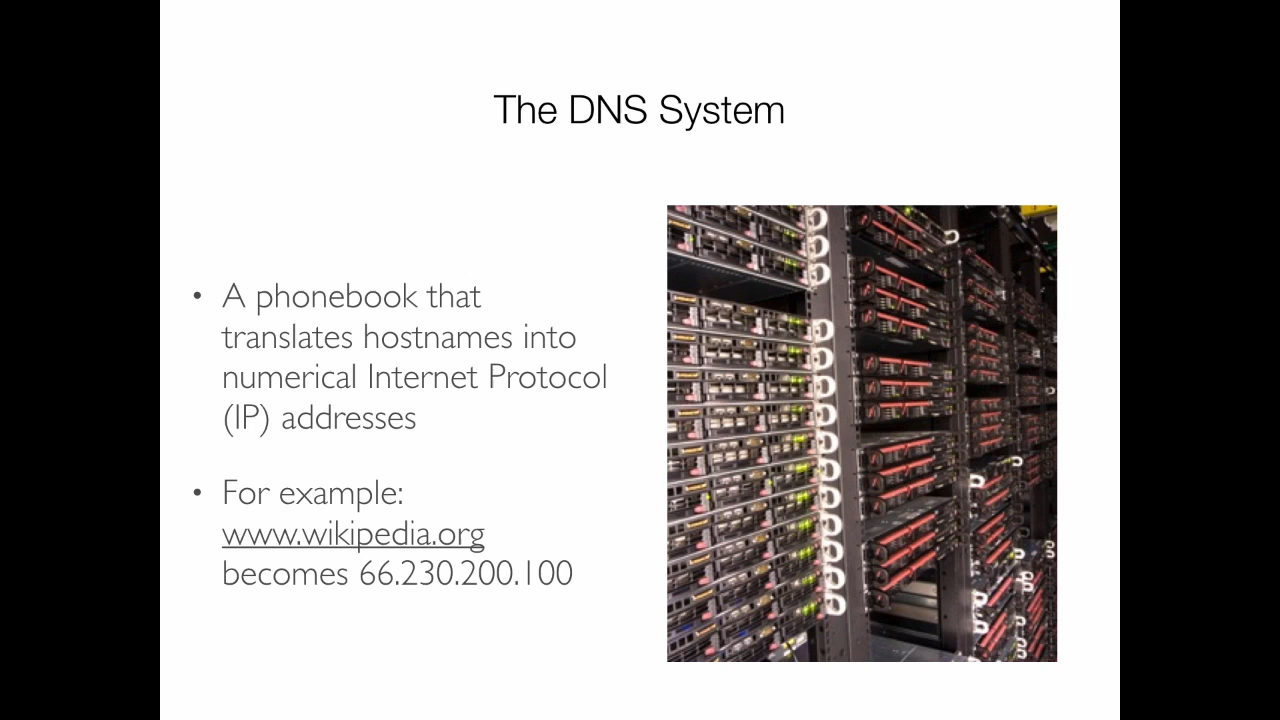 The DNS System
• A phonebook that
translates hostnames into
numerical Internet Protocol
(IP) addresses
• For example:
www.wikipedia.org
becomes 66.230.200.100